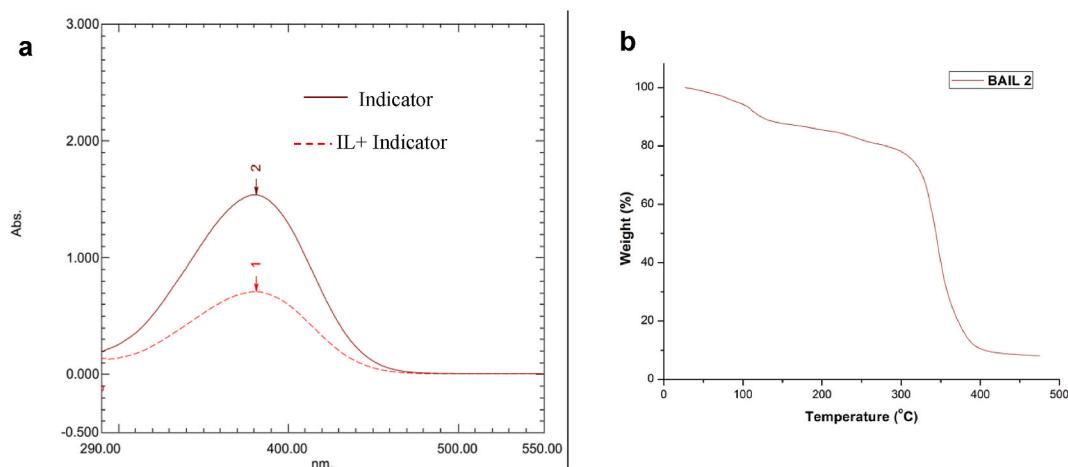 a
3.000
2.000
1.000
0.000
-0.500
Abs.
290.00
400.00
500.00
550.00
nm.
Indicator
IL+ Indicator
2
1
b
BAIL 2
100
80
60
40
20
0
Weight (%)
0
100
200
300
400
500
Temperature (°C)